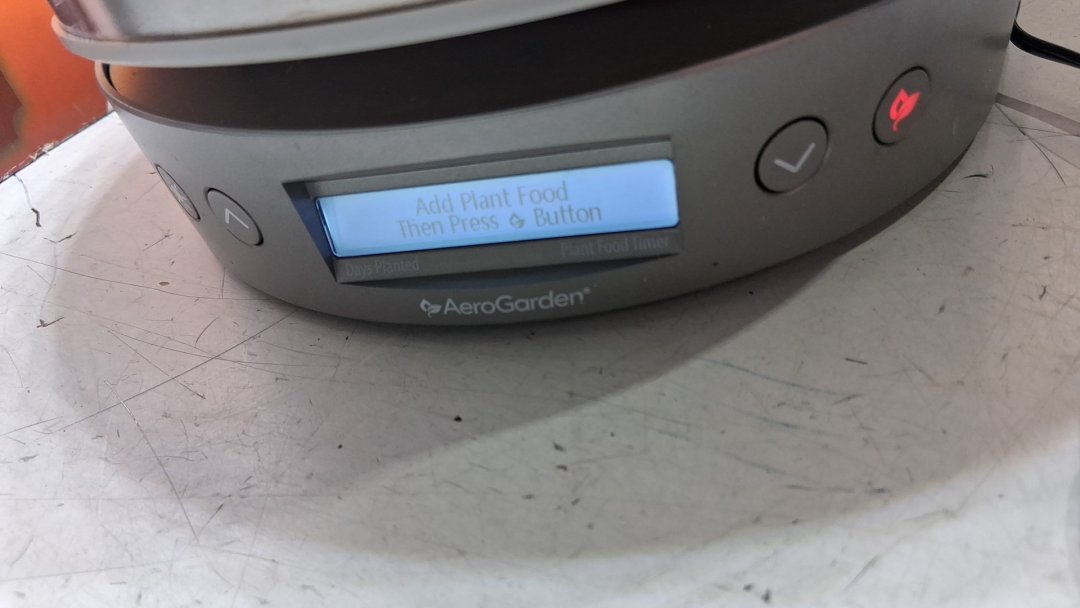 Add Plant Food
Then Press Button
Days Planted
Plant Food Timer
AeroGarden®